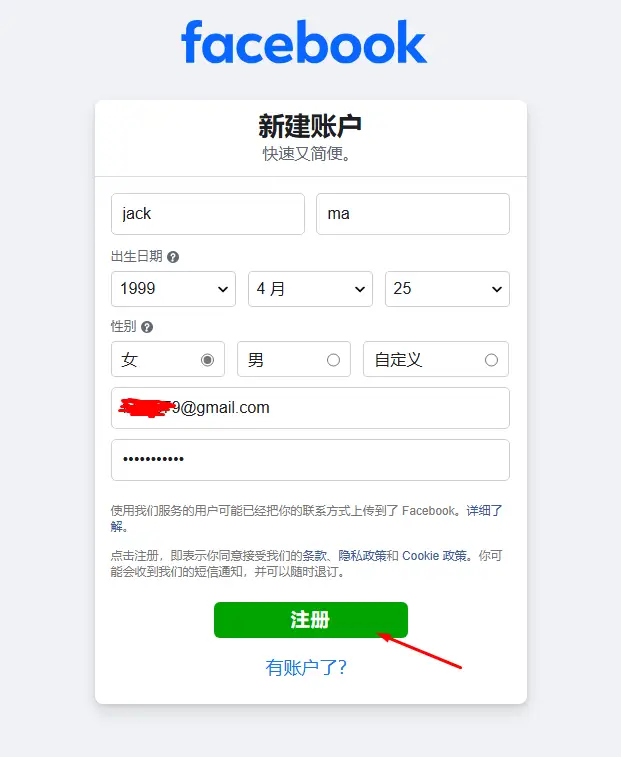 facebook
新建账户
快速又简便。
jack
ma
出生日期
1999
4 月
25
性别
女
男
自定义
9@gmail.com
•••••••••••
使用我们服务的用户可能已经把你的联系方式上传到了 Facebook。详细了
解。
点击注册，即表示你同意接受我们的条款、隐私政策和 Cookie 政策。你可
能会收到我们的短信通知，并可以随时退订。
注册
有账户了？